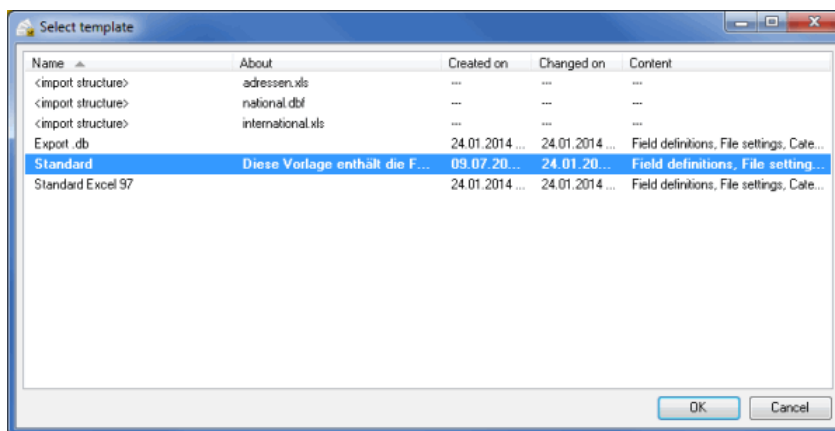 Select template
Name About Created on Changed on Content
<import structure> adressen.xls --- --- ---
<import structure> national.dbf --- --- ---
<import structure> international.xls --- --- ---
Export .db 24.01.2014 ... 24.01.2014 ... Field definitions, File settings, Cate...
Standard Diese Vorlage enthält die F... 09.07.20... 24.01.20... Field definitions, File setting...
Standard Excel 97 24.01.2014 ... 24.01.2014 ... Field definitions, File settings, Cate...
OK Cancel